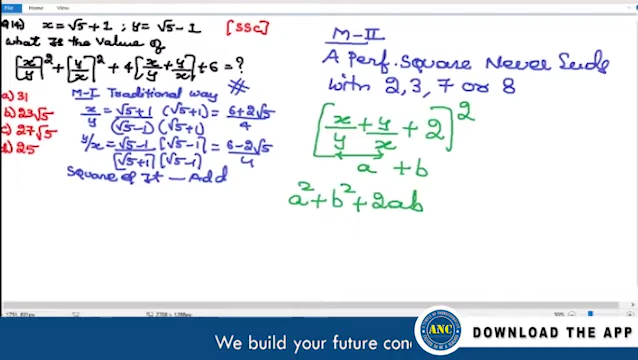 Home View
Q14) x = √5+1 ; y = √5-1 [SSC]
what is the value of
[x/y]² + [y/x]² + 4[x/y + y/x] + 6 = ?
a) 31
b) 23√5
c) 27√5
d) 25
M-I Traditional way
x/y = √5+1 (√5+1) / (√5-1) (√5+1) = 6+2√5 / 4
y/x = √5-1 [√5-1] / [√5+1] [√5-1] = 6-2√5 / 4
Square of It — Add
M-II
A Perf. Square Never Ends
with 2, 3, 7 or 8
[x/y + y/x + 2]²
a + b
a² + b² + 2ab
ANC
DOWNLOAD THE APP
We build your future con